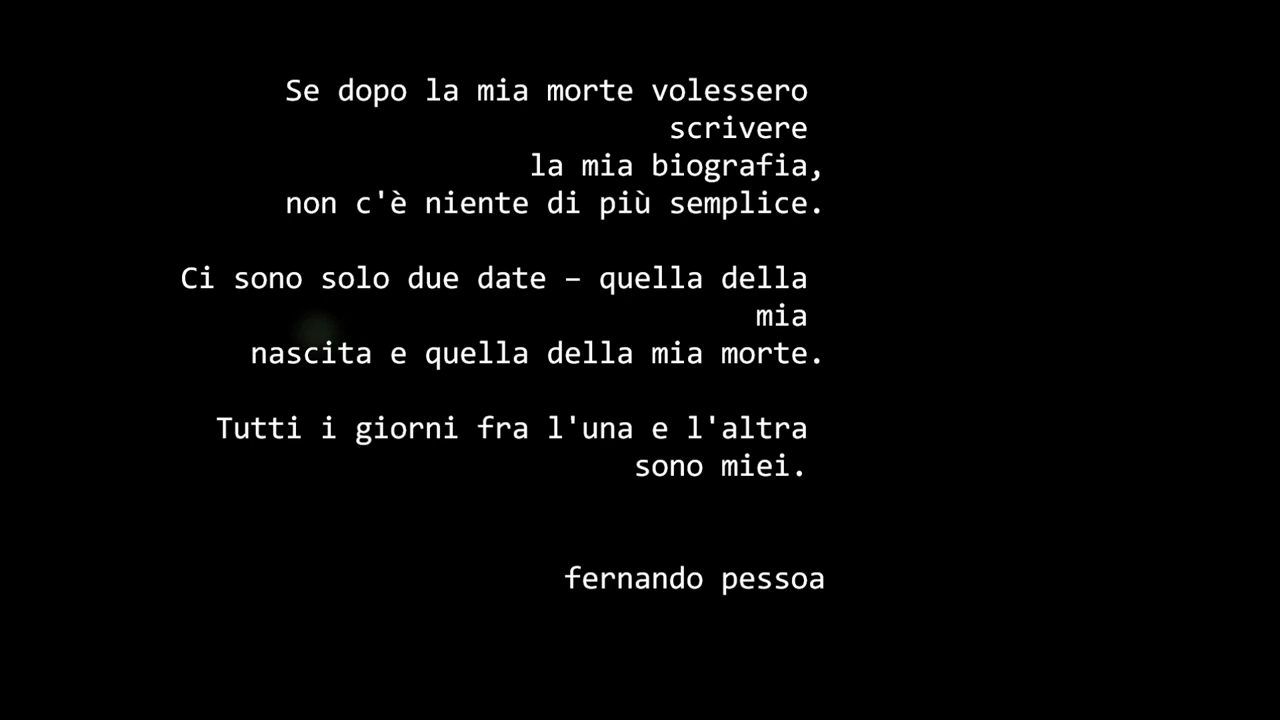 Se dopo la mia morte volessero
scrivere
la mia biografia,
non c'è niente di più semplice.
Ci sono solo due date – quella della
mia
nascita e quella della mia morte.
Tutti i giorni fra l'una e l'altra
sono miei.
fernando pessoa